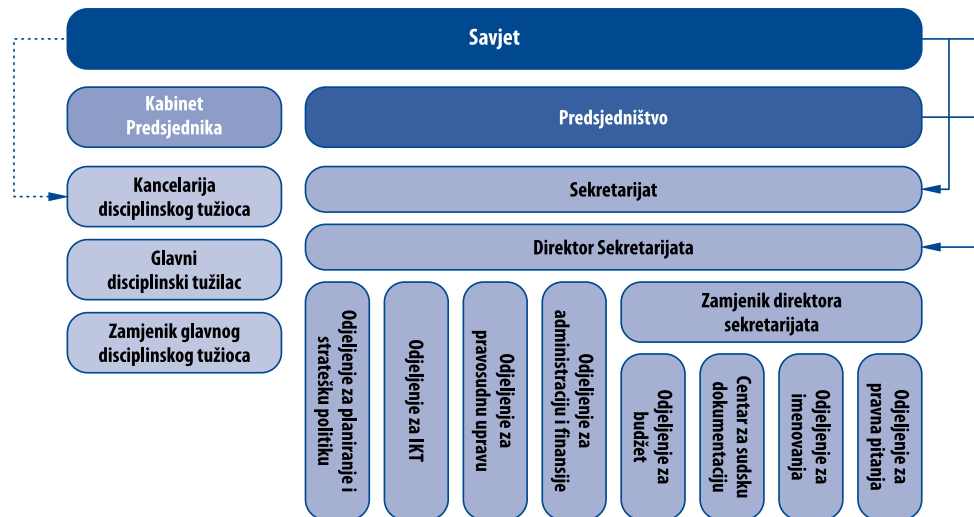 Savjet
Kabinet
Predsjednika
Predsjedništvo
Kancelarija
disciplinskog tužioca
Sekretarijat
Glavni
disciplinski tužilac
Direktor Sekretarijata
Zamjenik glavnog
disciplinskog tužioca
Odjeljenje za planiranje i
stratešku politiku
Odjeljenje za IKT
Odjeljenje za
pravosudnu upravu
Odjeljenje za
administraciju i finansije
Zamjenik direktora
sekretarijata
Odjeljenje za
budžet
Centar za sudsku
dokumentaciju
Odjeljenje za
imenovanja
Odjeljenje za
pravna pitanja